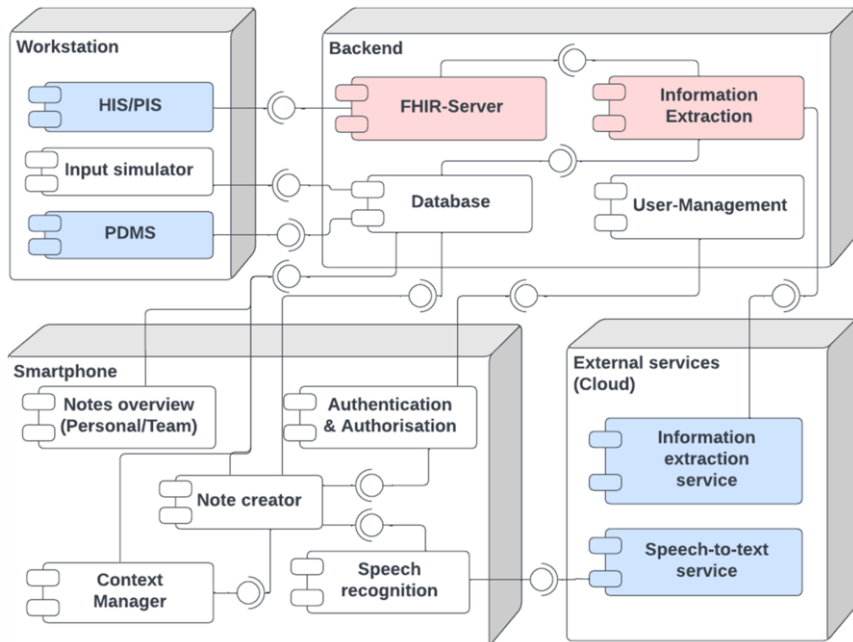 Workstation
HIS/PIS
Input simulator
PDMS
Backend
FHIR-Server
Information
Extraction
Database
User-Management
Smartphone
Notes overview
(Personal/Team)
Authentication
& Authorisation
Note creator
Context
Manager
Speech
recognition
External services
(Cloud)
Information
extraction
service
Speech-to-text
service